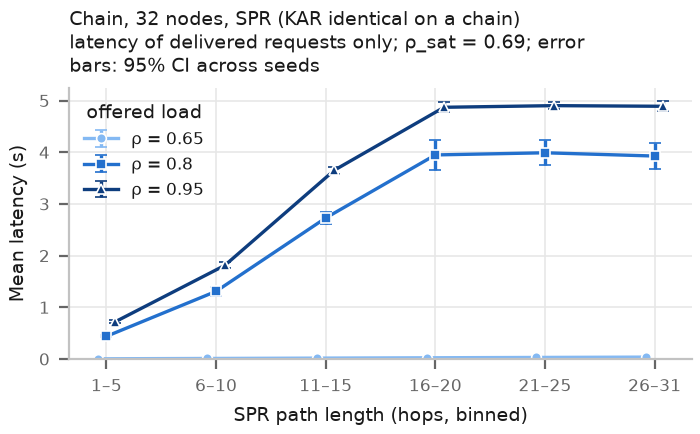 Chain, 32 nodes, SPR (KAR identical on a chain)
latency of delivered requests only; ρ_sat = 0.69; error
bars: 95% CI across seeds
offered load
ρ = 0.65
ρ = 0.8
ρ = 0.95
Mean latency (s)
5
4
3
2
1
0
1–5
6–10
11–15
16–20
21–25
26–31
SPR path length (hops, binned)